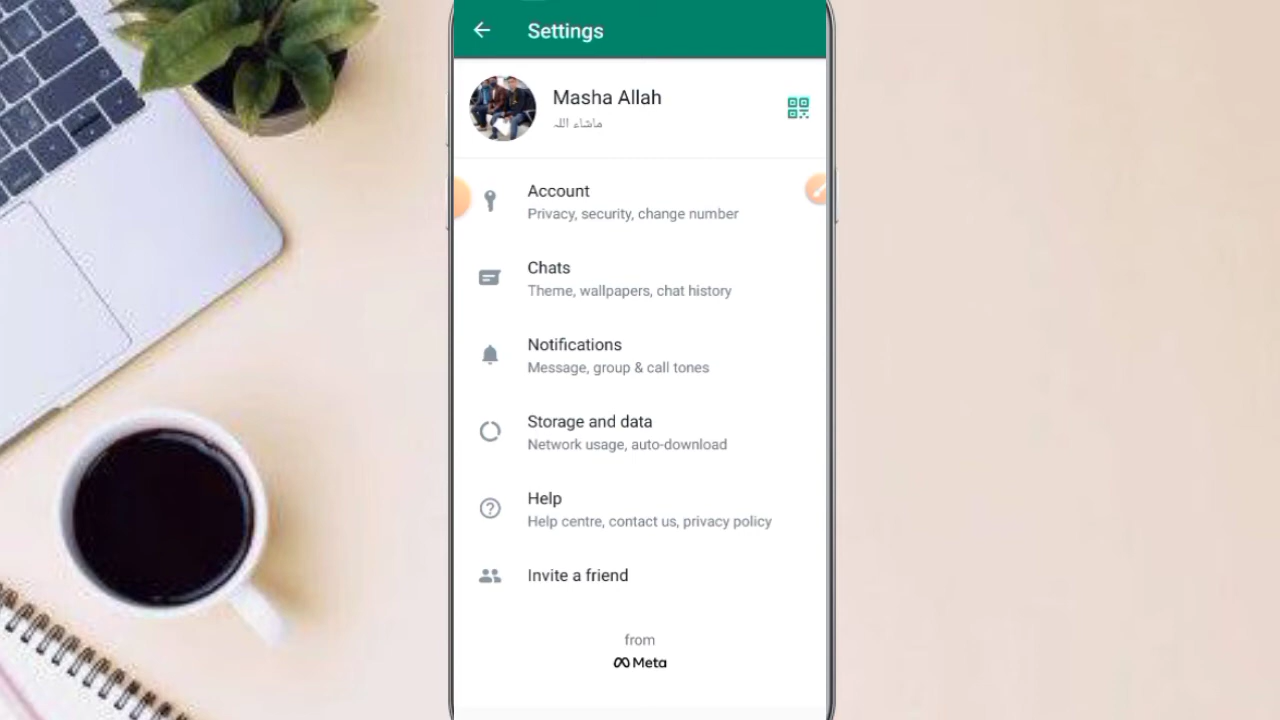 Settings
Masha Allah
ماشاء اللہ
Account
Privacy, security, change number
Chats
Theme, wallpapers, chat history
Notifications
Message, group & call tones
Storage and data
Network usage, auto-download
Help
Help centre, contact us, privacy policy
Invite a friend
from
Meta